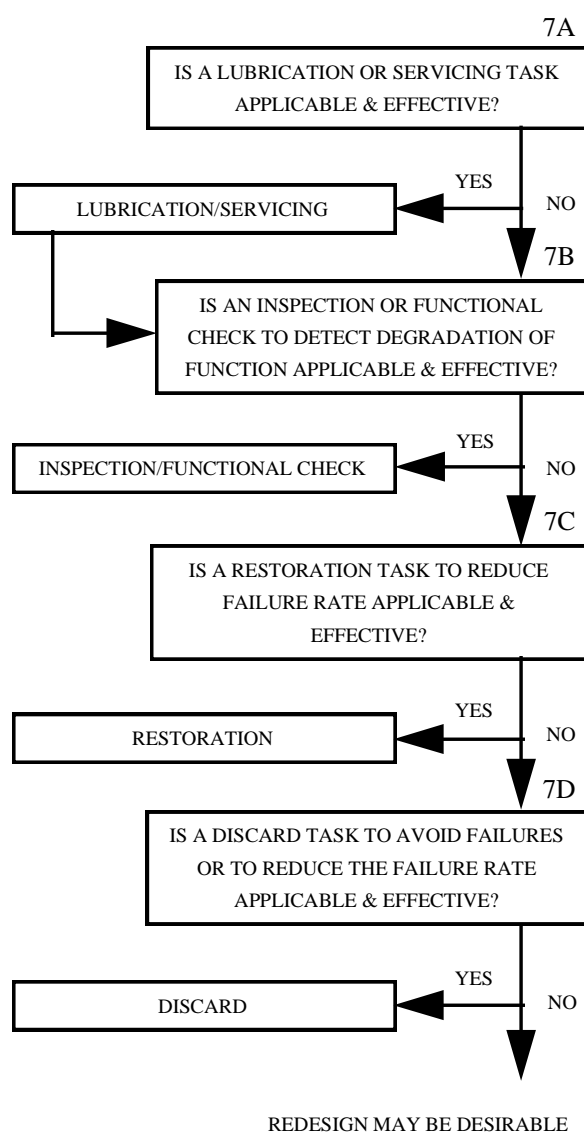 7A
IS A LUBRICATION OR SERVICING TASK
APPLICABLE & EFFECTIVE?
YES
NO
LUBRICATION/SERVICING
7B
IS AN INSPECTION OR FUNCTIONAL
CHECK TO DETECT DEGRADATION OF
FUNCTION APPLICABLE & EFFECTIVE?
YES
NO
INSPECTION/FUNCTIONAL CHECK
7C
IS A RESTORATION TASK TO REDUCE
FAILURE RATE APPLICABLE &
EFFECTIVE?
YES
NO
RESTORATION
7D
IS A DISCARD TASK TO AVOID FAILURES
OR TO REDUCE THE FAILURE RATE
APPLICABLE & EFFECTIVE?
YES
NO
DISCARD
REDESIGN MAY BE DESIRABLE